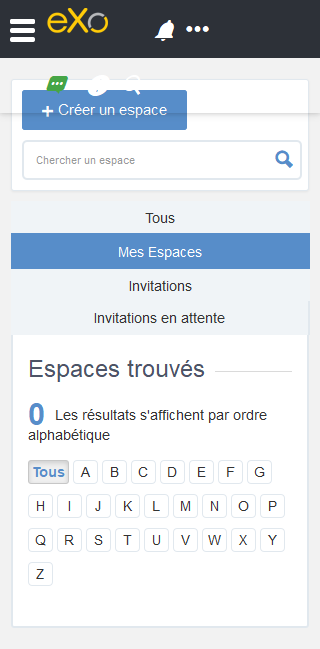 eXo
+ Créer un espace
Chercher un espace
Tous
Mes Espaces
Invitations
Invitations en attente
Espaces trouvés
0 Les résultats s'affichent par ordre
alphabétique
Tous A B C D E F G
H I J K L M N O P
Q R S T U V W X Y
Z